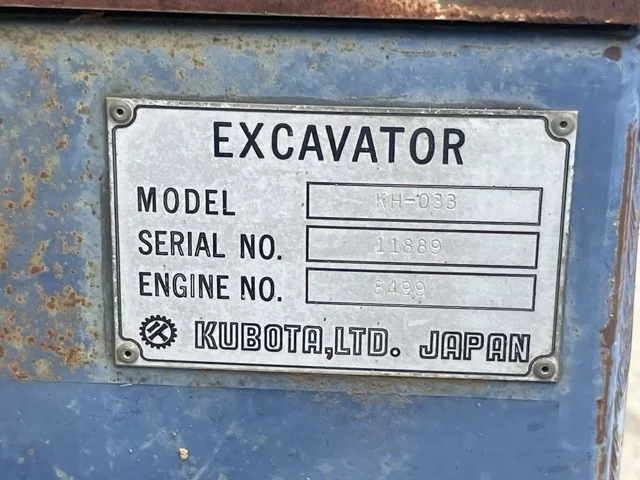 EXCAVATOR
MODEL KH-033
SERIAL NO. 11889
ENGINE NO. 8499
KUBOTA,LTD. JAPAN